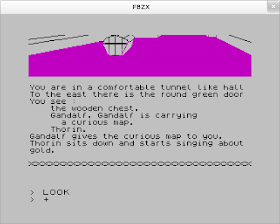 FBZX
You are in a comfortable tunnel like hall
To the east there is the round green door
You see :
the wooden chest.
Gandalf. Gandalf is carrying
a curious map.
Thorin.
Gandalf gives the curious map to you.
Thorin sits down and starts singing about
gold.
> LOOK
> +